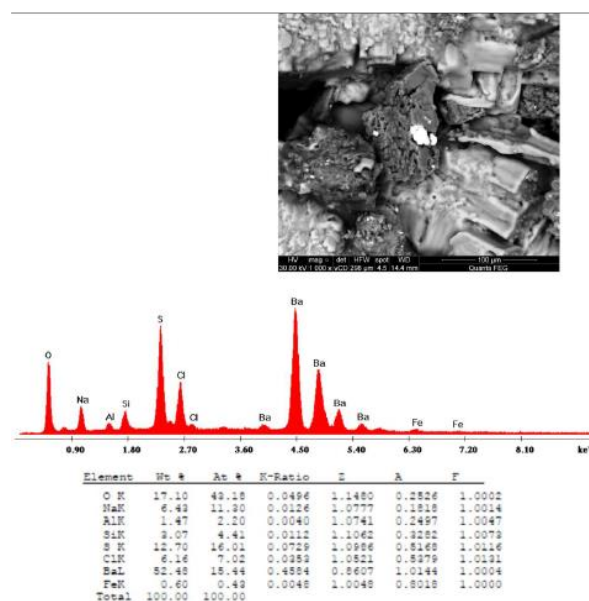 HV mag det HFW spot WD 100 µm
30.00 kV 1 000 x vCD 298 µm 4.5 14.4 mm Quanta FEG
Ba
S
O
Ba
Cl
Na
Si
Ba
Al
Cl
Ba
Ba
Fe
Fe
0.90 1.80 2.70 3.60 4.50 5.40 6.30 7.20 8.10 ke
Element Wt % At % K-Ratio Z A F
O K 17.10 43.18 0.0496 1.1480 0.2526 1.0002
NaK 6.43 11.30 0.0126 1.0777 0.1818 1.0014
AlK 1.47 2.20 0.0040 1.0741 0.2497 1.0047
SiK 3.07 4.41 0.0112 1.1062 0.3282 1.0073
S K 12.70 16.01 0.0729 1.0986 0.5168 1.0116
ClK 6.16 7.02 0.0353 1.0521 0.5379 1.0131
BaL 52.48 15.44 0.4584 0.8607 1.0144 1.0004
FeK 0.60 0.43 0.0048 1.0048 0.8018 1.0000
Total 100.00 100.00